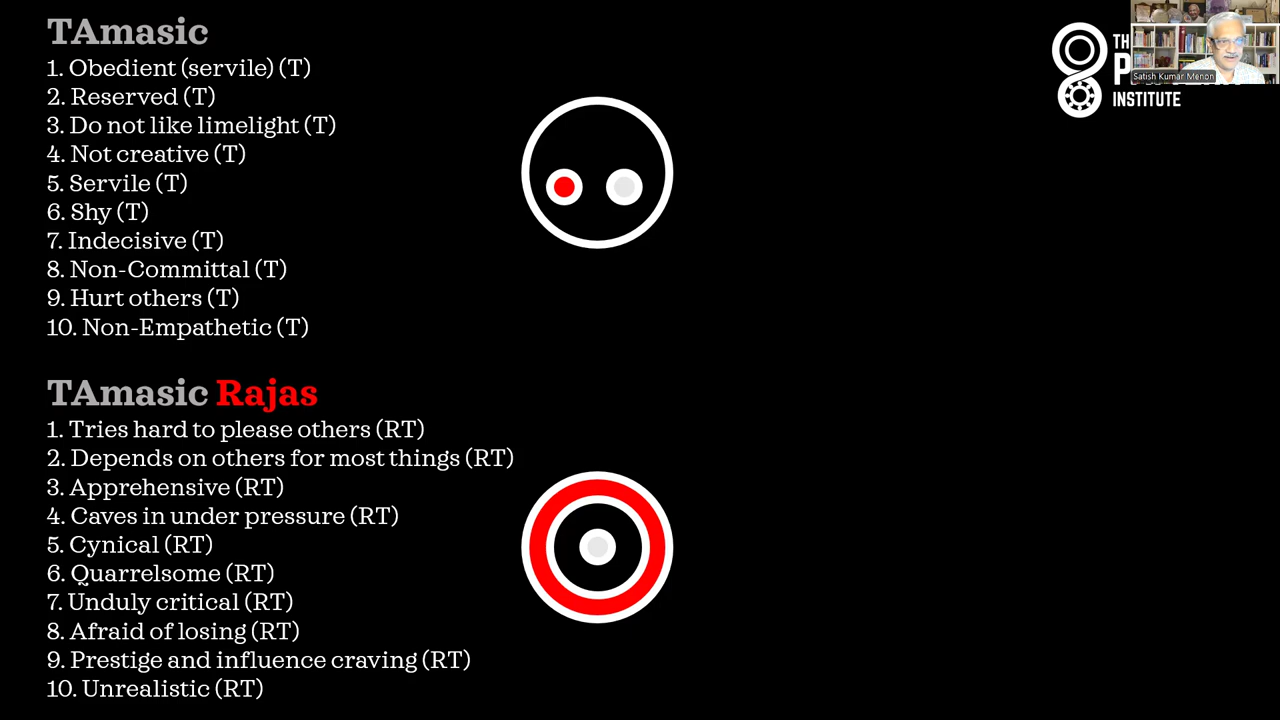 TAmasic
1. Obedient (servile) (T)
2. Reserved (T)
3. Do not like limelight (T)
4. Not creative (T)
5. Servile (T)
6. Shy (T)
7. Indecisive (T)
8. Non-Committal (T)
9. Hurt others (T)
10. Non-Empathetic (T)
TAmasic Rajas
1. Tries hard to please others (RT)
2. Depends on others for most things (RT)
3. Apprehensive (RT)
4. Caves in under pressure (RT)
5. Cynical (RT)
6. Quarrelsome (RT)
7. Unduly critical (RT)
8. Afraid of losing (RT)
9. Prestige and influence craving (RT)
10. Unrealistic (RT)
INSTITUTE
Satish Kumar Menon